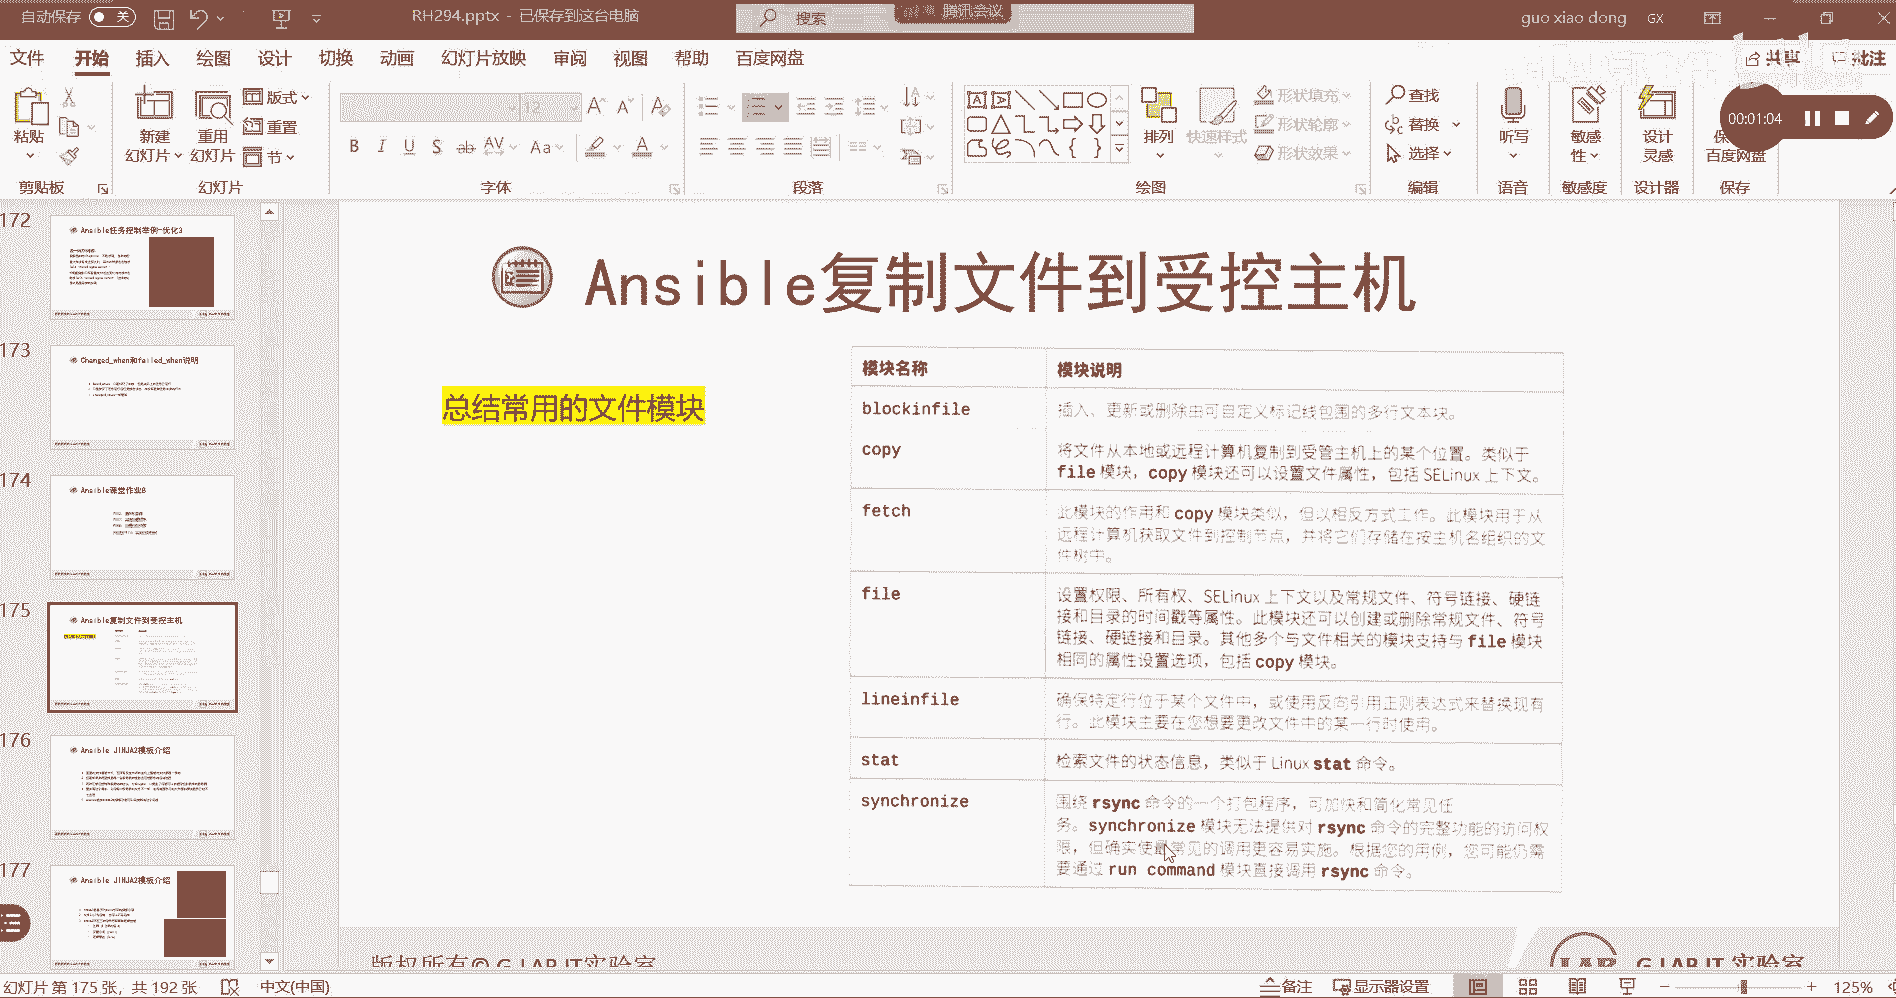 自动保存 关
RH294.pptx - 已保存到这台电脑
搜索
腾讯会议
guo xiao dong GX
文件 开始 插入 绘图 设计 切换 动画 幻灯片放映 审阅 视图 帮助 百度网盘
共享 批注
粘贴
剪贴板
新建
幻灯片
重用
幻灯片
版式
重置
节
幻灯片
12
字体
段落
排列
快速样式
形状填充
形状轮廓
形状效果
绘图
查找
替换
选择
编辑
听写
语音
敏感
性
敏感度
设计
灵感
设计器
百度网盘
保存
00:01:04
172
Ansible任务控制举例-优化3
173
Changed_when和failed_when说明
174
Ansible课堂作业8
175
Ansible复制文件到受控主机
176
Ansible JINJA2模板介绍
177
Ansible JINJA2模板介绍
Ansible复制文件到受控主机
总结常用的文件模块
模块名称 模块说明
blockinfile 插入、更新或删除由可自定义标记线包围的多行文本块。
copy 将文件从本地或远程计算机复制到受管主机上的某个位置。类似于
file 模块，copy 模块还可以设置文件属性，包括 SELinux 上下文。
fetch 此模块的作用和 copy 模块类似，但以相反方式工作。此模块用于从
远程计算机获取文件到控制节点，并将它们存储在按主机名组织的文
件树中。
file 设置权限、所有权、SELinux 上下文以及常规文件、符号链接、硬链
接和目录的时间戳等属性。此模块还可以创建或删除常规文件、符号
链接、硬链接和目录。其他多个与文件相关的模块支持与 file 模块
相同的属性设置选项，包括 copy 模块。
lineinfile 确保特定行位于某个文件中，或使用反向引用正则表达式来替换现有
行。此模块主要在您想要更改文件中的某一行时使用。
stat 检索文件的状态信息，类似于 Linux stat 命令。
synchronize 围绕 rsync 命令的一个打包程序，可加快和简化常见任
务。synchronize 模块无法提供对 rsync 命令的完整功能的访问权
限，但确实使最常见的调用更容易实施。根据您的用例，您可能仍需
要通过 run command 模块直接调用 rsync 命令。
版权所有© G-LAB IT实验室
G-LAB IT 实验室
幻灯片 第 175 张，共 192 张 中文(中国)
备注 显示器设置 125%